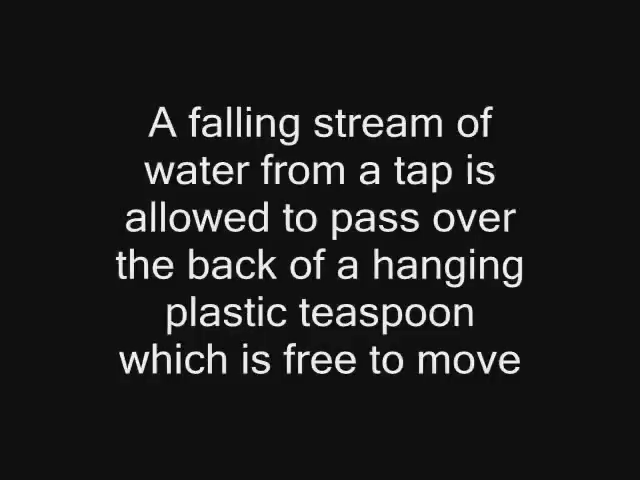 A falling stream of
water from a tap is
allowed to pass over
the back of a hanging
plastic teaspoon
which is free to move